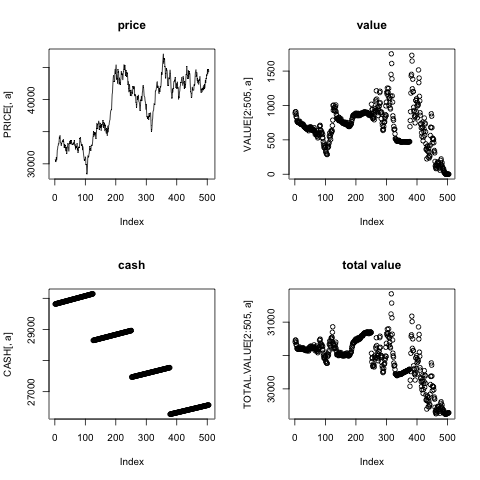 price
value
PRICE[, a]
30000
40000
0 100 200 300 400 500
Index
VALUE[2:505, a]
0
500
1000
1500
0 100 200 300 400 500
Index
cash
total value
CASH[, a]
27000
29000
0 100 200 300 400 500
Index
TOTAL.VALUE[2:505, a]
30000
31000
0 100 200 300 400 500
Index